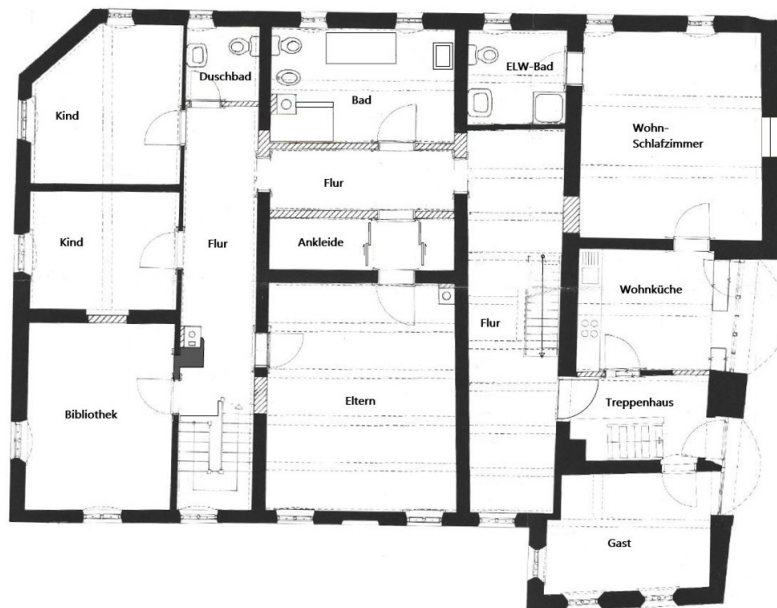 Duschbad
ELW-Bad
Kind
Bad
Wohn-
Schlafzimmer
Flur
Kind
Flur
Ankleide
Wohnküche
Flur
Eltern
Treppenhaus
Bibliothek
Gast